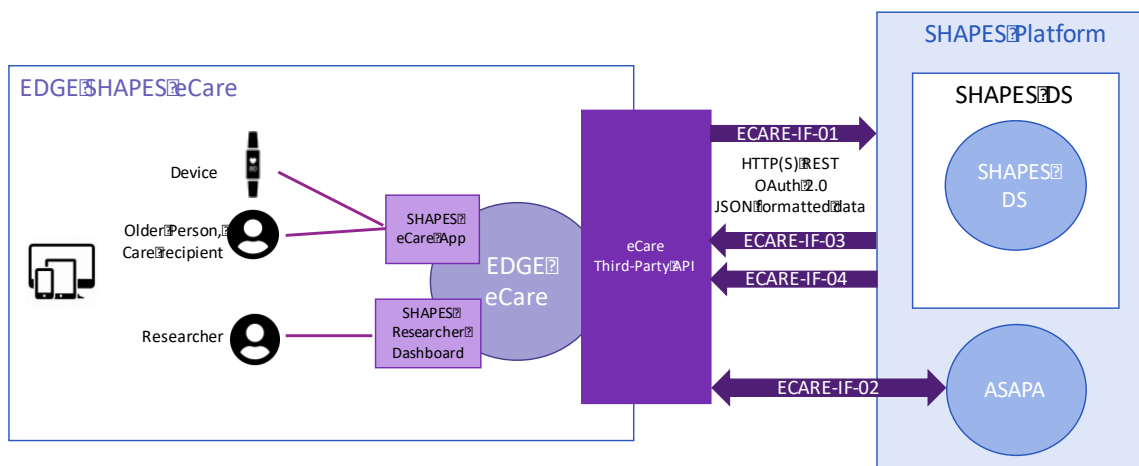 SHAPES Platform
EDGE SHAPES eCare
SHAPES DS
ECARE-IF-01
HTTP(S) REST
OAuth 2.0
JSON formatted data
SHAPES
DS
Device
SHAPES
eCare App
Older Person,
Care recipient
ECARE-IF-03
eCare
Third-Party API
EDGE
eCare
ECARE-IF-04
SHAPES
Researcher
Dashboard
Researcher
ECARE-IF-02
ASAPA